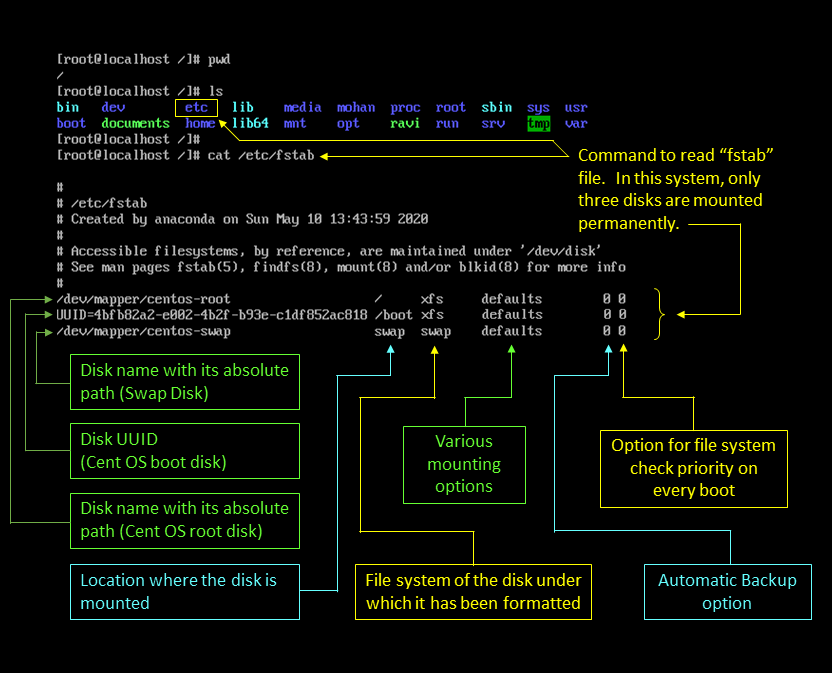 [root@localhost /]# pwd
/
[root@localhost /]# ls
bin dev etc lib media mohan proc root sbin sys usr
boot documents home lib64 mnt opt ravi run srv tmp var
[root@localhost /]#
[root@localhost /]# cat /etc/fstab
Command to read “fstab”
file. In this system, only
three disks are mounted
permanently.
#
# /etc/fstab
# Created by anaconda on Sun May 10 13:43:59 2020
#
# Accessible filesystems, by reference, are maintained under '/dev/disk'
# See man pages fstab(5), findfs(8), mount(8) and/or blkid(8) for more info
#
/dev/mapper/centos-root / xfs defaults 0 0
UUID=4bfb82a2-e002-4b2f-b93e-c1df852ac818 /boot xfs defaults 0 0
/dev/mapper/centos-swap swap swap defaults 0 0
Disk name with its absolute
path (Swap Disk)
Disk UUID
(Cent OS boot disk)
Disk name with its absolute
path (Cent OS root disk)
Location where the disk is
mounted
Various
mounting
options
File system of the disk under
which it has been formatted
Option for file system
check priority on
every boot
Automatic Backup
option